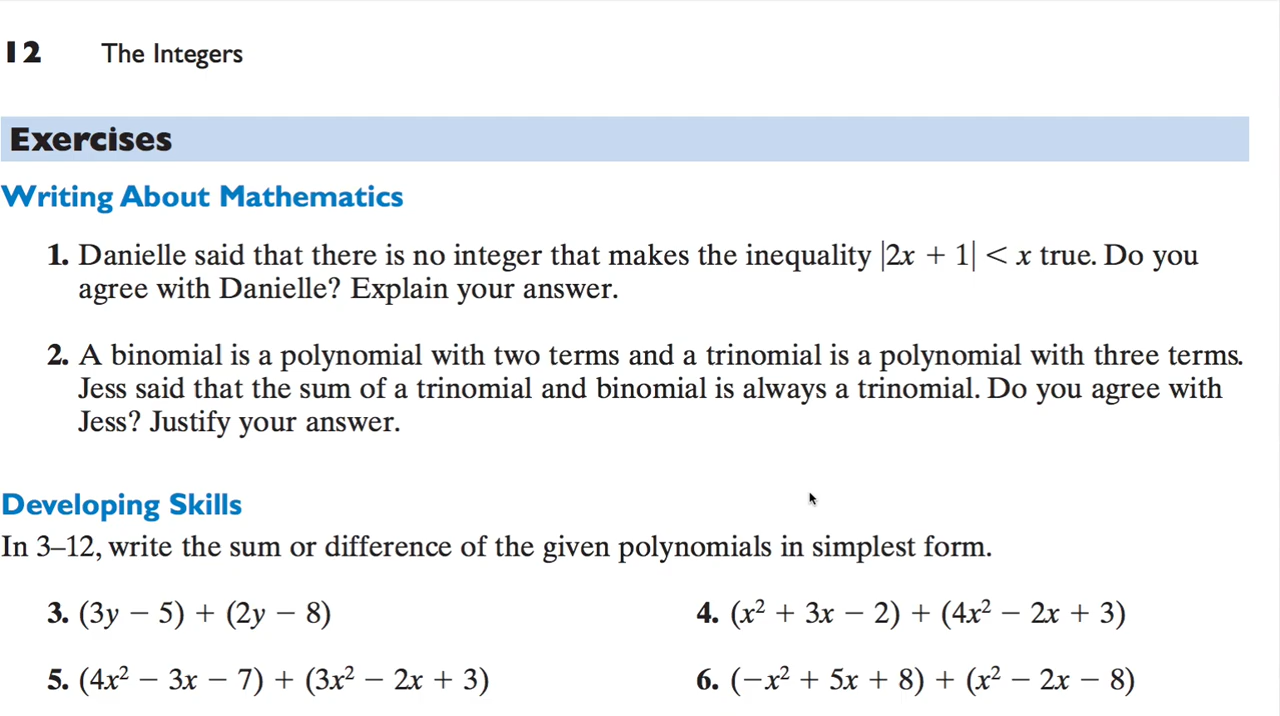 12 The Integers
Exercises
Writing About Mathematics
1. Danielle said that there is no integer that makes the inequality |2x + 1| < x true. Do you
agree with Danielle? Explain your answer.
2. A binomial is a polynomial with two terms and a trinomial is a polynomial with three terms.
Jess said that the sum of a trinomial and binomial is always a trinomial. Do you agree with
Jess? Justify your answer.
Developing Skills
In 3–12, write the sum or difference of the given polynomials in simplest form.
3. (3y − 5) + (2y − 8)
4. (x² + 3x − 2) + (4x² − 2x + 3)
5. (4x² − 3x − 7) + (3x² − 2x + 3)
6. (−x² + 5x + 8) + (x² − 2x − 8)